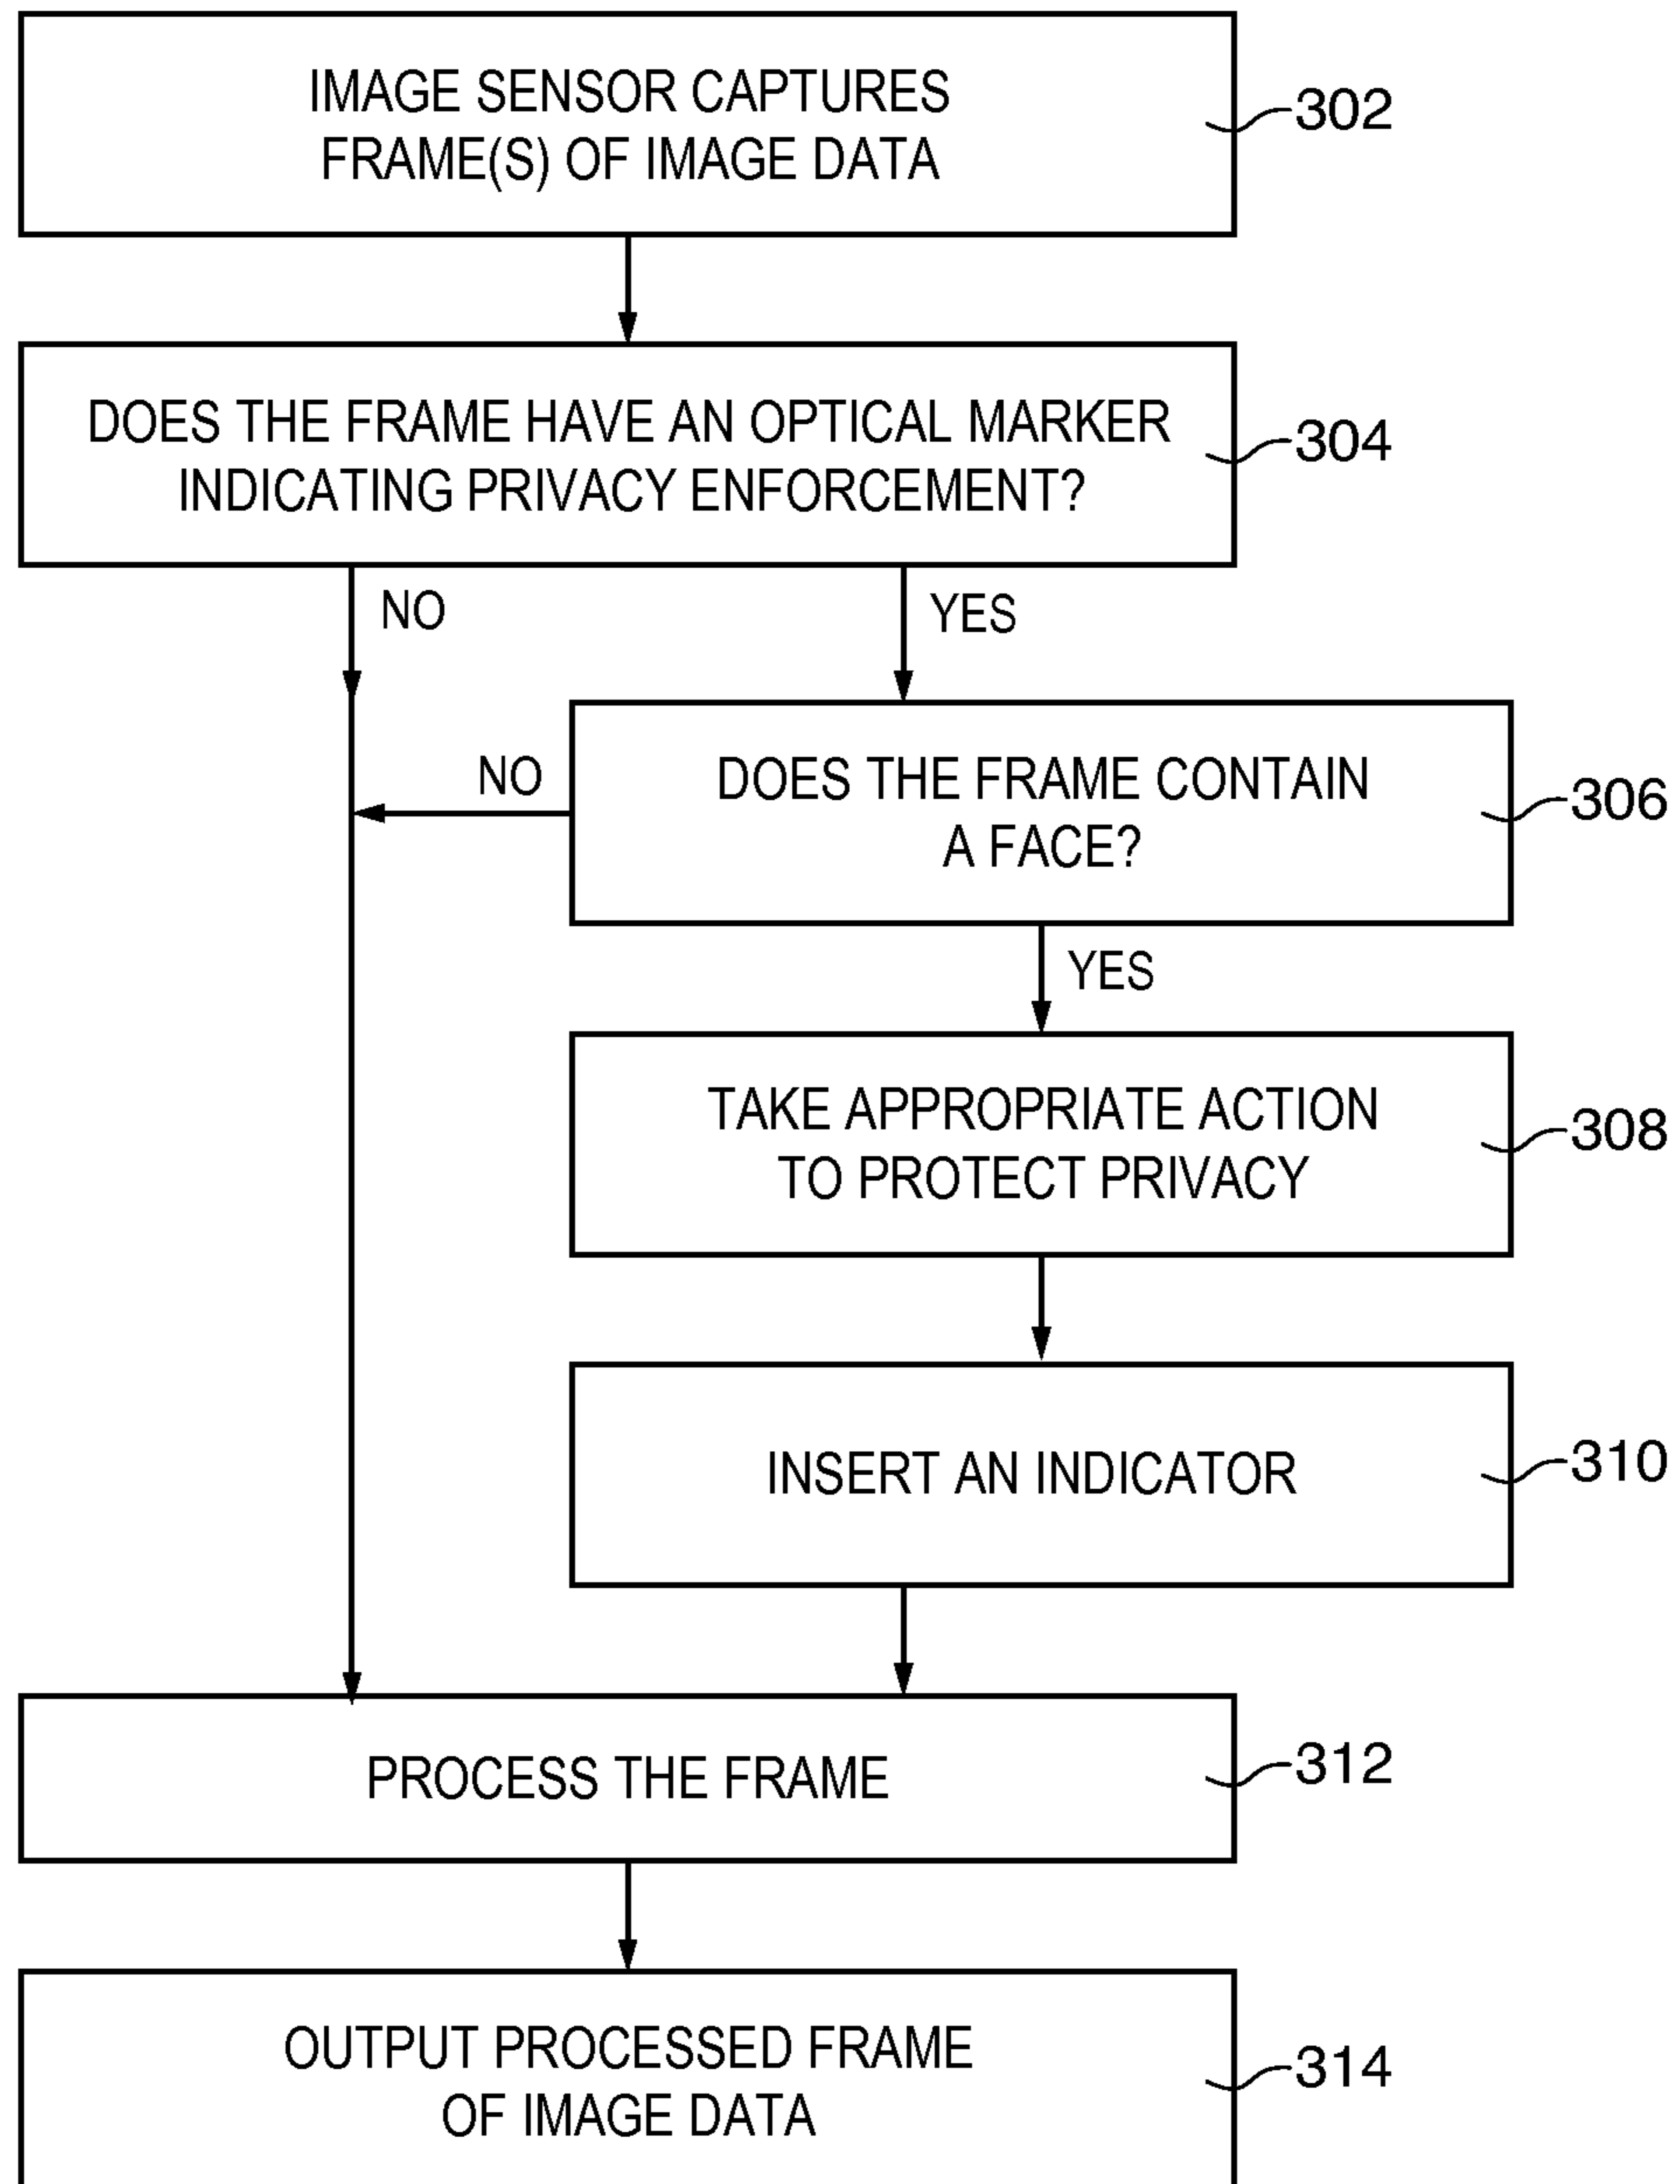 IMAGE SENSOR CAPTURES
FRAME(S) OF IMAGE DATA
302
DOES THE FRAME HAVE AN OPTICAL MARKER
INDICATING PRIVACY ENFORCEMENT?
304
NO
YES
NO
DOES THE FRAME CONTAIN
A FACE?
306
YES
TAKE APPROPRIATE ACTION
TO PROTECT PRIVACY
308
INSERT AN INDICATOR
310
PROCESS THE FRAME
312
OUTPUT PROCESSED FRAME
OF IMAGE DATA
314